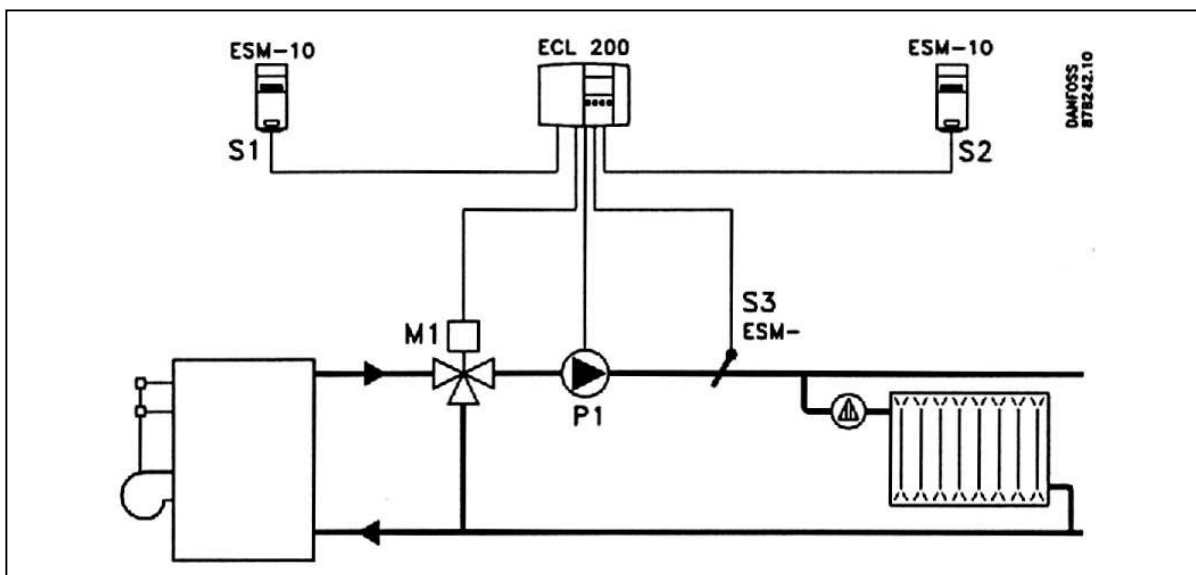 ESM-10
ECL 200
ESM-10
DANFOSS
87B242.10
S1
S2
S3
ESM-
M1
P1